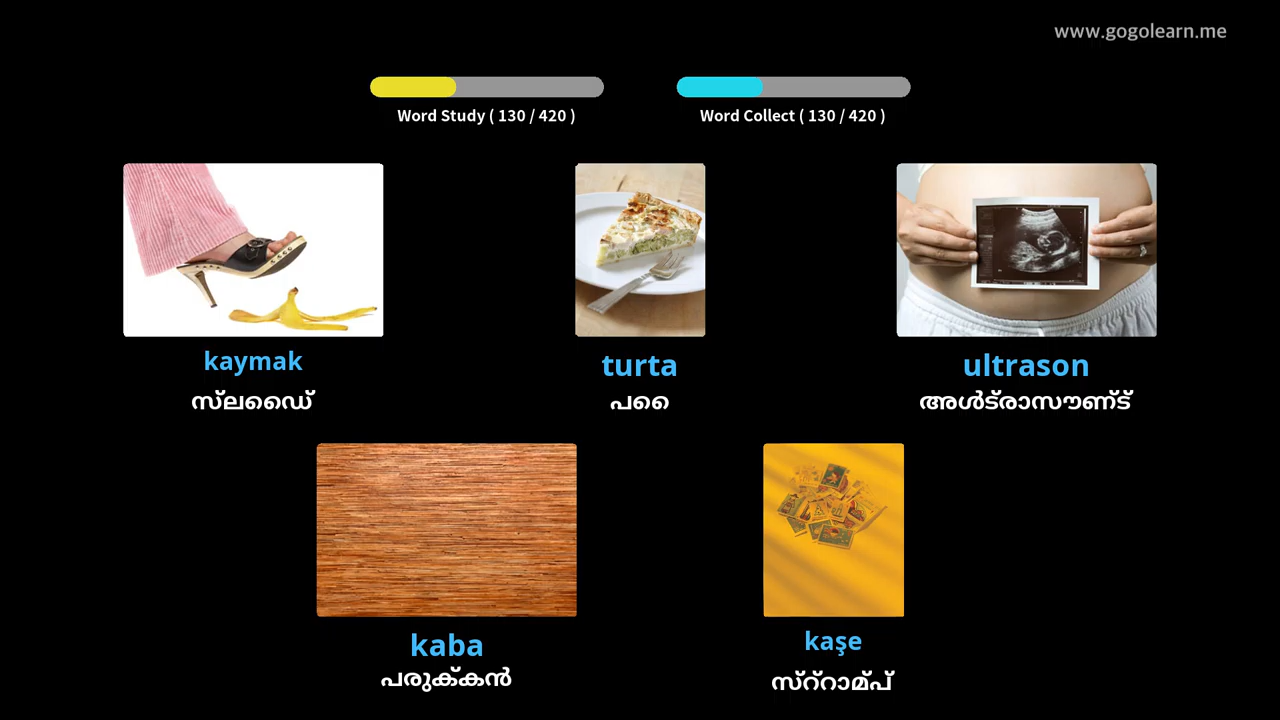 www.gogolearn.me
Word Study ( 130 / 420 )
Word Collect ( 130 / 420 )
kaymak
സ്ലൈഡ്
turta
പൈ
ultrason
അൾട്രാസൗണ്ട്
kaba
പരുക്കൻ
kaşe
സ്റ്റാമ്പ്